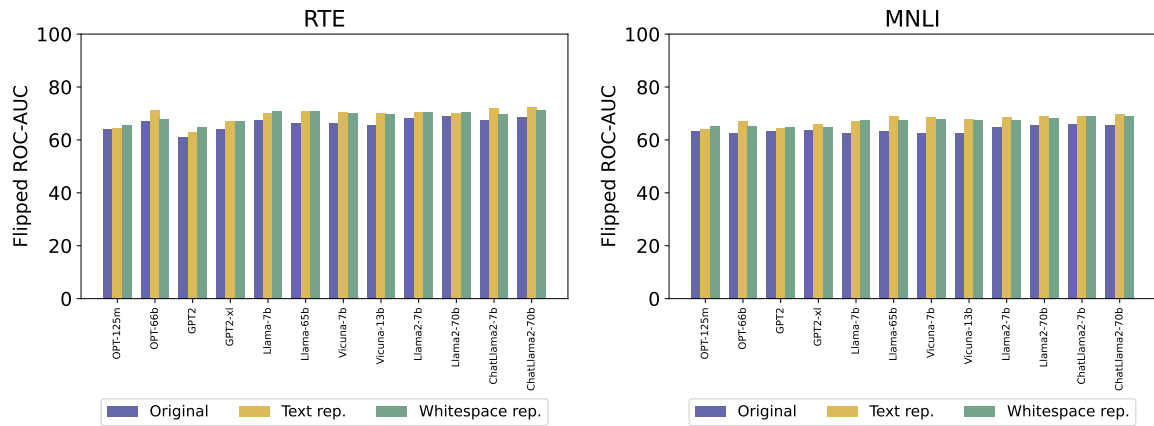 RTE
Flipped ROC-AUC
100
80
60
40
20
0
OPT-125m
OPT-66b
GPT2
GPT2-xl
Llama-7b
Llama-65b
Vicuna-7b
Vicuna-13b
Llama2-7b
Llama2-70b
ChatLlama2-7b
ChatLlama2-70b
Original Text rep. Whitespace rep.
MNLI
Flipped ROC-AUC
100
80
60
40
20
0
OPT-125m
OPT-66b
GPT2
GPT2-xl
Llama-7b
Llama-65b
Vicuna-7b
Vicuna-13b
Llama2-7b
Llama2-70b
ChatLlama2-7b
ChatLlama2-70b
Original Text rep. Whitespace rep.